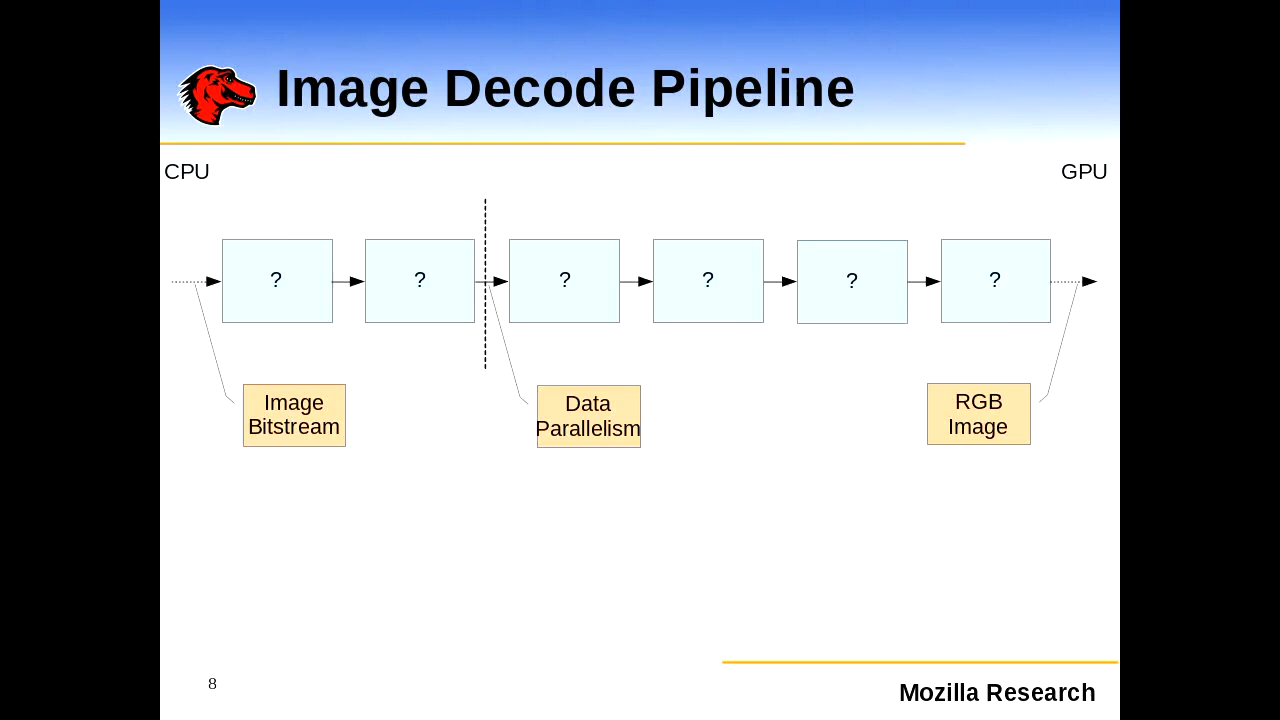 Image Decode Pipeline
CPU
GPU
?
?
?
?
?
?
Image
Bitstream
Data
Parallelism
RGB
Image
8
Mozilla Research